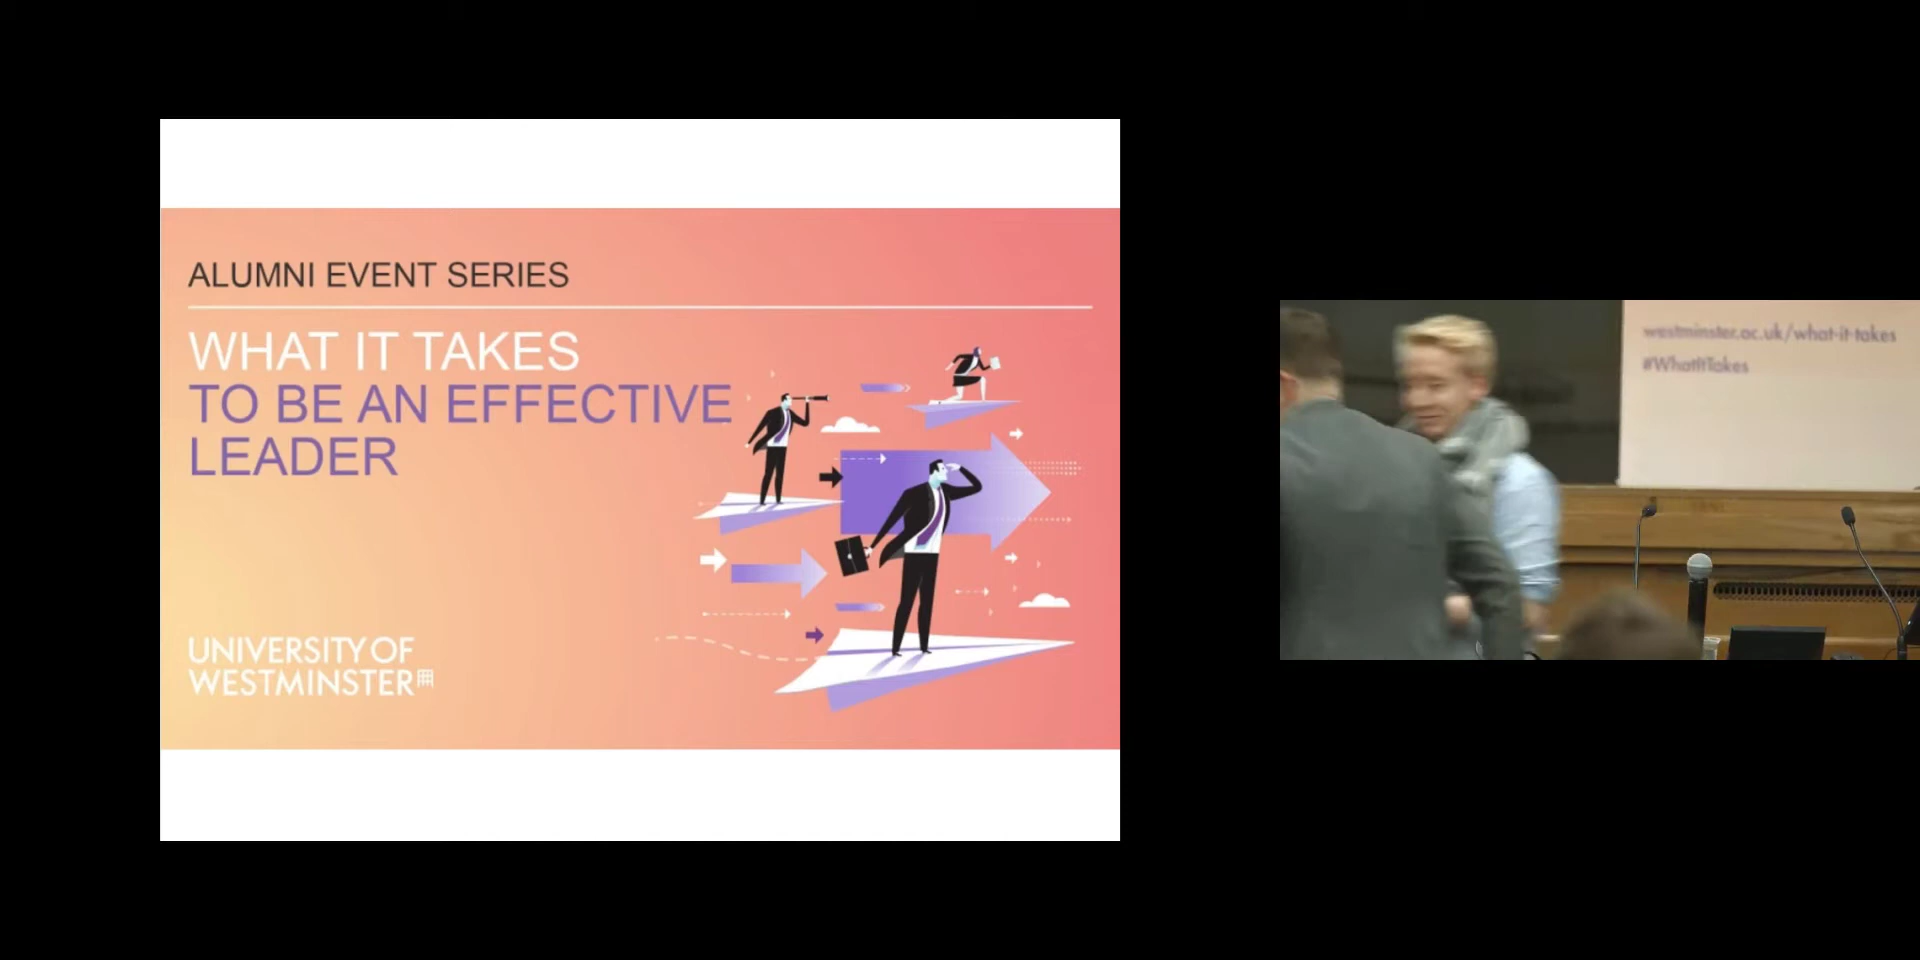 ALUMNI EVENT SERIES
WHAT IT TAKES
TO BE AN EFFECTIVE
LEADER
UNIVERSITY OF
WESTMINSTER
westminster.ac.uk/what-it-takes
#WhatItTakes